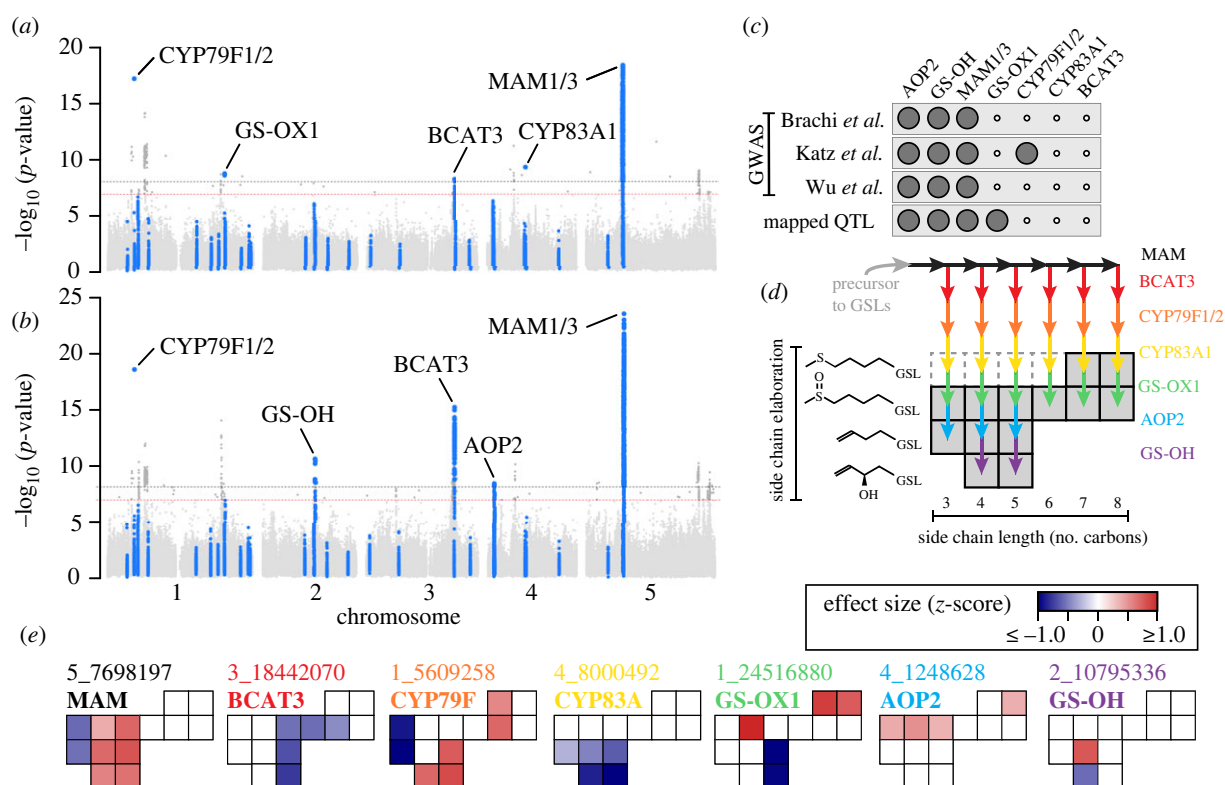 (a)
20
15
10
5
0
−log10 (p-value)
CYP79F1/2
GS-OX1
BCAT3
CYP83A1
MAM1/3
(b)
25
20
15
10
5
0
−log10 (p-value)
CYP79F1/2
GS-OH
BCAT3
AOP2
MAM1/3
1
2
3
4
5
chromosome
(c)
AOP2
GS-OH
MAM1/3
GS-OX1
CYP79F1/2
CYP83A1
BCAT3
GWAS
Brachi et al.
Katz et al.
Wu et al.
mapped QTL
(d)
precursor
to GSLs
MAM
BCAT3
CYP79F1/2
CYP83A1
GS-OX1
AOP2
GS-OH
side chain elaboration
S
GSL
O
S
GSL
GSL
OH
GSL
3 4 5 6 7 8
side chain length (no. carbons)
effect size (z-score)
≤ −1.0 0 ≥1.0
(e)
5_7698197
MAM
3_18442070
BCAT3
1_5609258
CYP79F
4_8000492
CYP83A
1_24516880
GS-OX1
4_1248628
AOP2
2_10795336
GS-OH